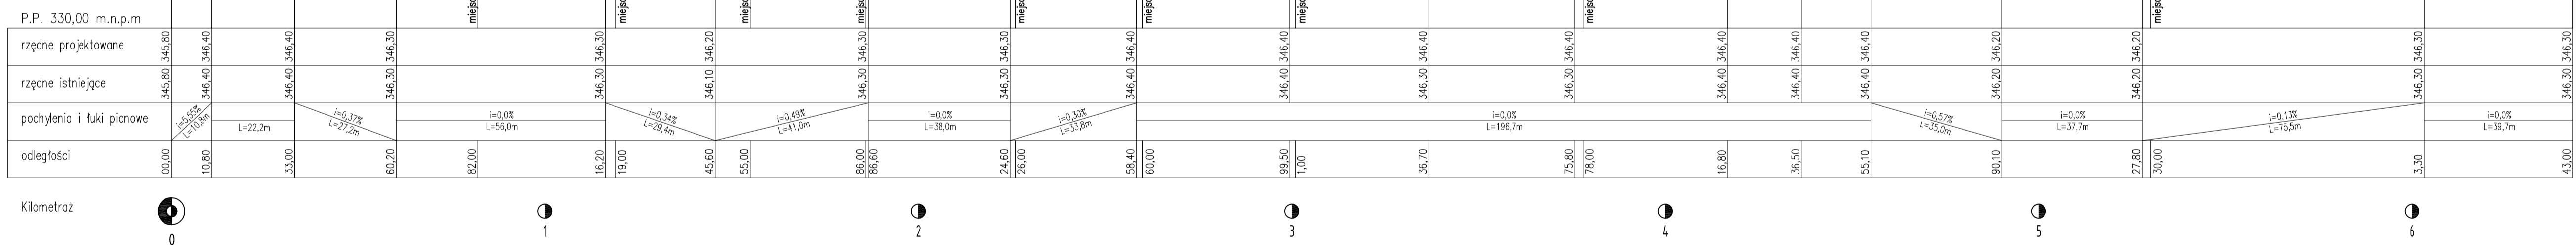 miejsc miejsc miejsc miejsc miejsc miejsc miejsc miejsc miejsc
P.P. 330,00 m.n.p.m
rzędne projektowane 345,80 346,40 346,40 346,30 346,30 346,20 346,30 346,30 346,40 346,40 346,40 346,40 346,40 346,40 346,40 346,20 346,20 346,30 346,30
rzędne istniejące 345,80 346,40 346,40 346,30 346,30 346,10 346,30 346,30 346,40 346,40 346,30 346,30 346,40 346,40 346,40 346,20 346,20 346,30 346,30
pochylenia i łuki pionowe
i=5,55%
L=10,8m
L=22,2m
i=0,37%
L=27,2m
i=0,0%
L=56,0m
i=0,34%
L=29,4m
i=0,49%
L=41,0m
i=0,0%
L=38,0m
i=0,30%
L=33,8m
i=0,0%
L=196,7m
i=0,57%
L=35,0m
i=0,0%
L=37,7m
i=0,13%
L=75,5m
i=0,0%
L=39,7m
odległości 00,00 10,80 33,00 60,20 82,00 16,20 19,00 45,60 55,00 86,00 86,60 24,60 26,00 58,40 60,00 99,50 1,00 36,70 75,80 78,00 16,80 36,50 55,10 90,10 27,80 30,00 3,30 43,00
Kilometraż
0 1 2 3 4 5 6